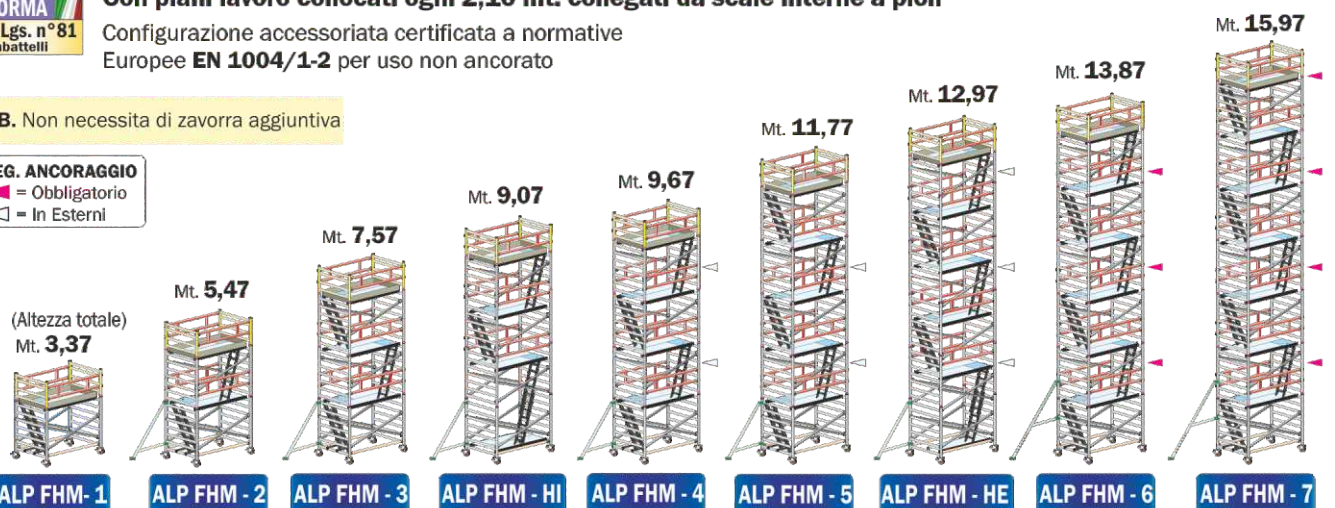 Lgs. n°81
Con piani lavoro collocati ogni 2,10 mt. collegati da scale interne a pioli
Configurazione accessoriata certificata a normative
Europee EN 1004/1-2 per uso non ancorato
B. Non necessita di zavorra aggiuntiva
EG. ANCORAGGIO
= Obbligatorio
= In Esterni
(Altezza totale)
Mt. 3,37
Mt. 5,47
Mt. 7,57
Mt. 9,07
Mt. 9,67
Mt. 11,77
Mt. 12,97
Mt. 13,87
Mt. 15,97
ALP FHM- 1
ALP FHM - 2
ALP FHM - 3
ALP FHM - HI
ALP FHM - 4
ALP FHM - 5
ALP FHM - HE
ALP FHM - 6
ALP FHM - 7